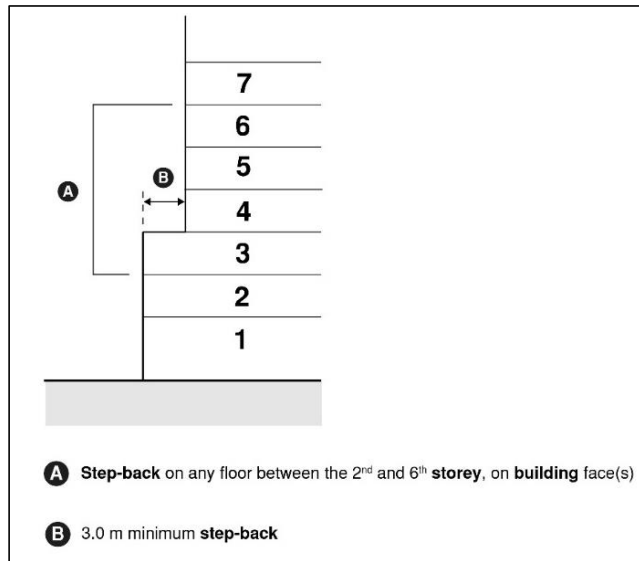 7
6
5
B
A
4
3
2
1
A Step-back on any floor between the 2nd and 6th storey, on building face(s)
B 3.0 m minimum step-back